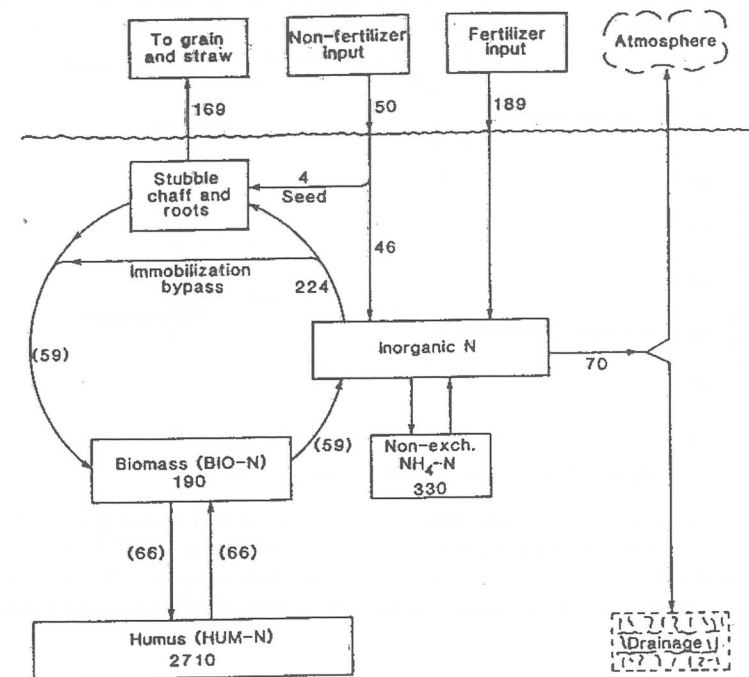 To grain
and straw
Non-fertilizer
input
Fertilizer
input
Atmosphere
169
50
189
Stubble
chaff and
roots
4
Seed
46
Immobilization
bypass
224
Inorganic N
70
(59)
(59)
Non-exch.
NH₄-N
330
Biomass (BIO-N)
190
(66)
(66)
Humus (HUM-N)
2710
Drainage